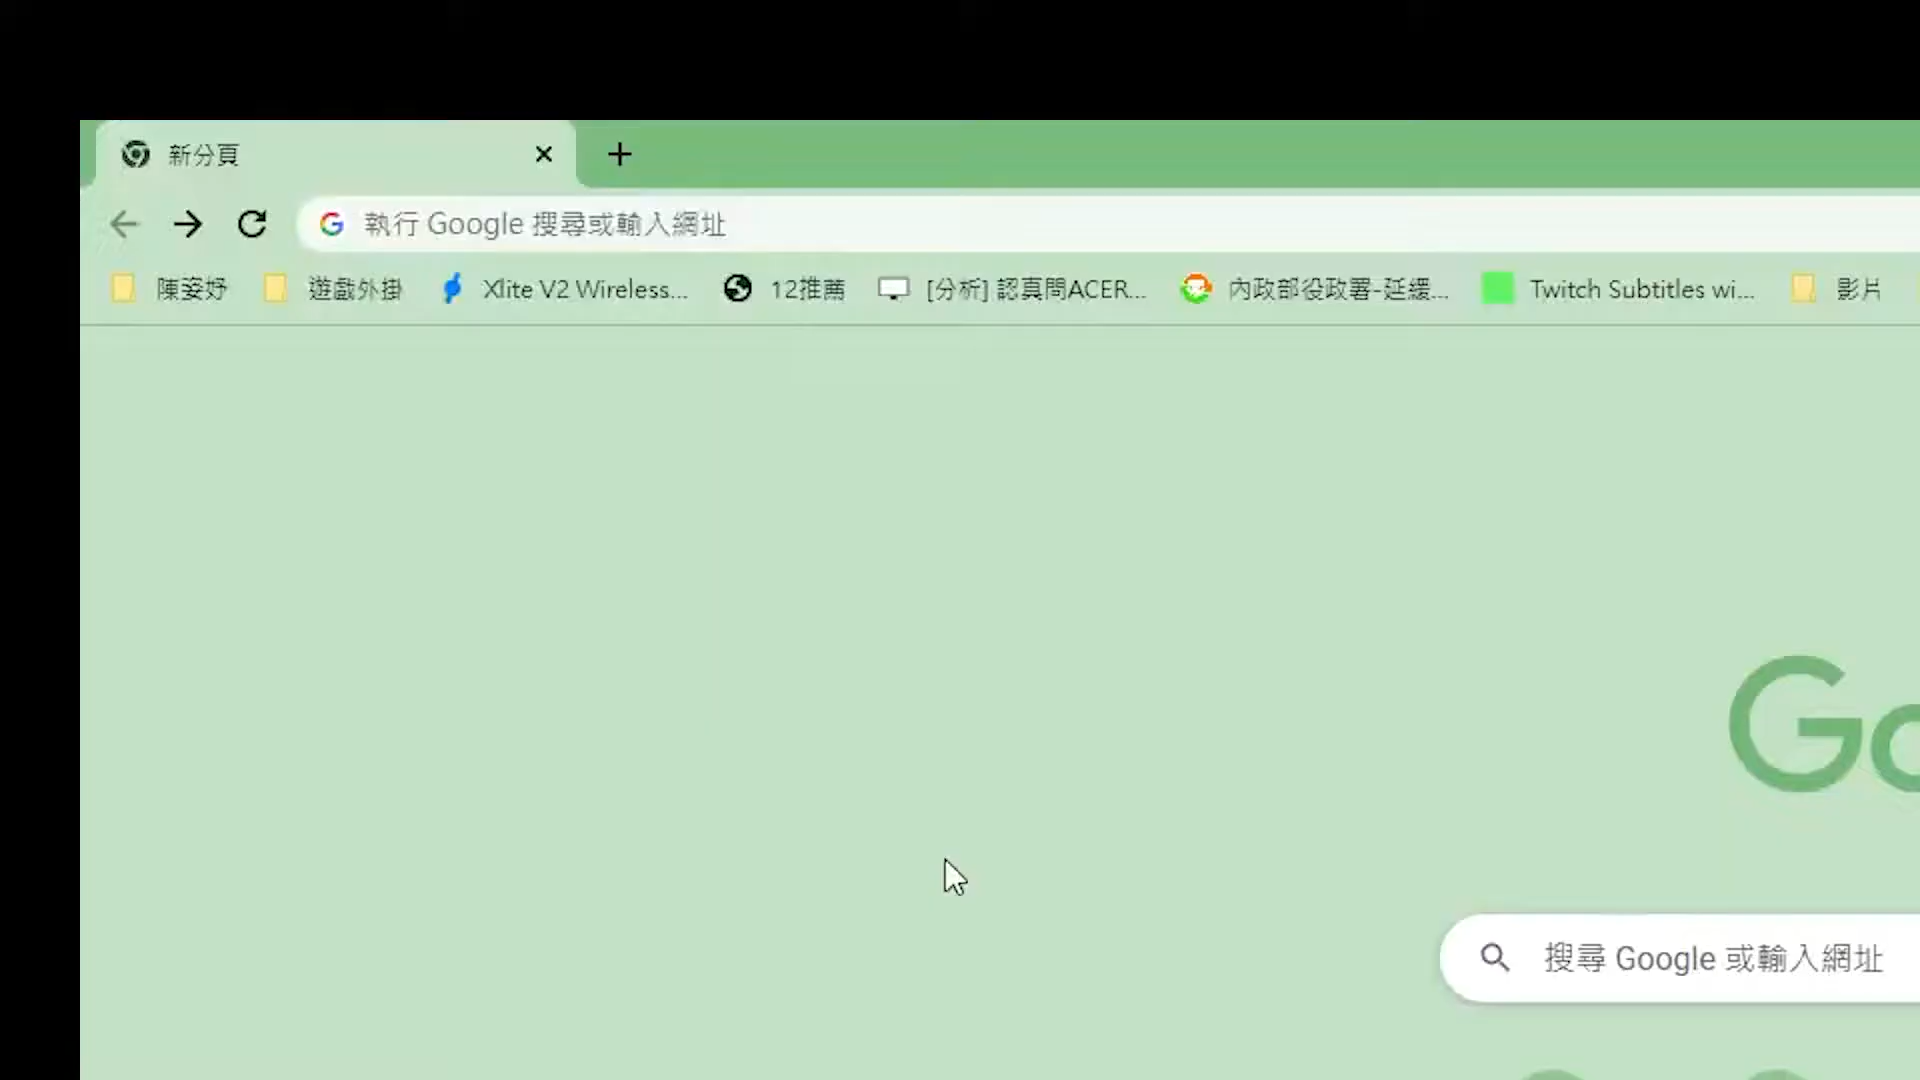 新分頁
執行 Google 搜尋或輸入網址
陳姿妤 遊戲外掛 Xlite V2 Wireless... 12推薦 [分析] 認真問ACER... 內政部役政署-延緩... Twitch Subtitles wi... 影片
Go
搜尋 Google 或輸入網址